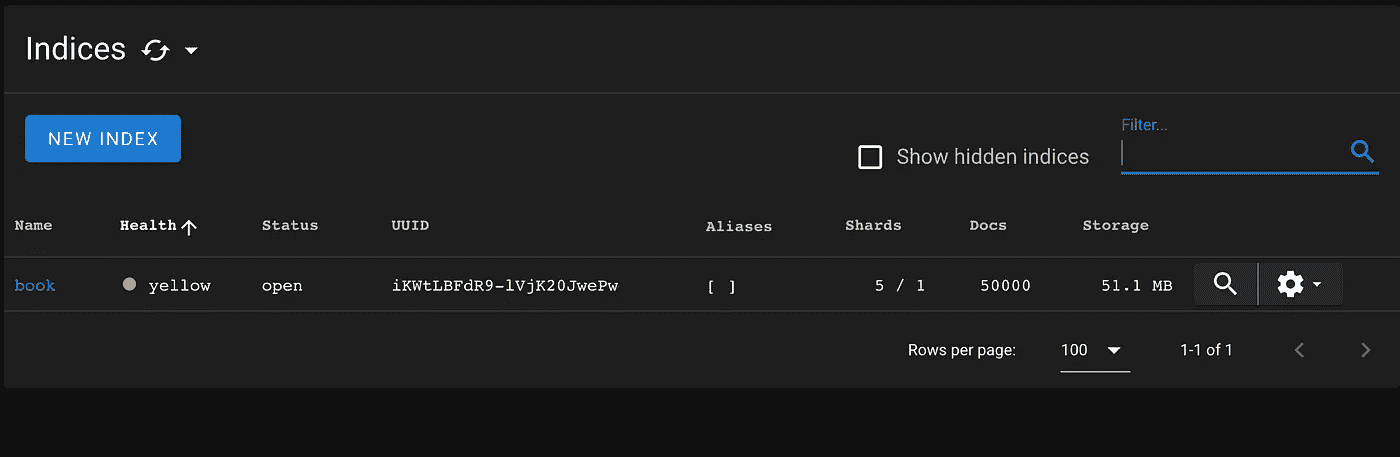 Indices
NEW INDEX
Show hidden indices
Filter...
Name Health Status UUID Aliases Shards Docs Storage
book yellow open iKWtLBFdR9-lVjK20JwePw [ ] 5 / 1 50000 51.1 MB
Rows per page: 100 1-1 of 1